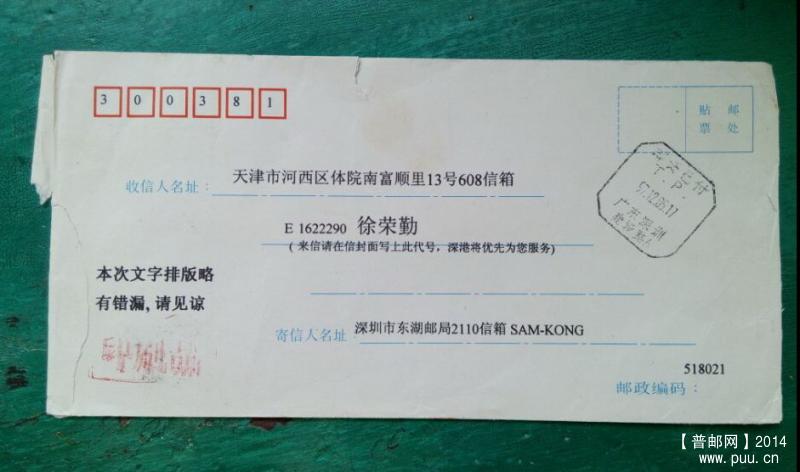 300381
贴 邮
票 处
收信人名址：天津市河西区体院南富顺里13号608信箱
T. P.
广东深圳
E 1622290 徐荣勤
( 来信请在信封面写上此代号，深港将优先为您服务)
本次文字排版略
有错漏, 请见谅
寄信人名址：深圳市东湖邮局2110信箱 SAM-KONG
518021
邮政编码：
【普邮网】2014
www.puu.cn